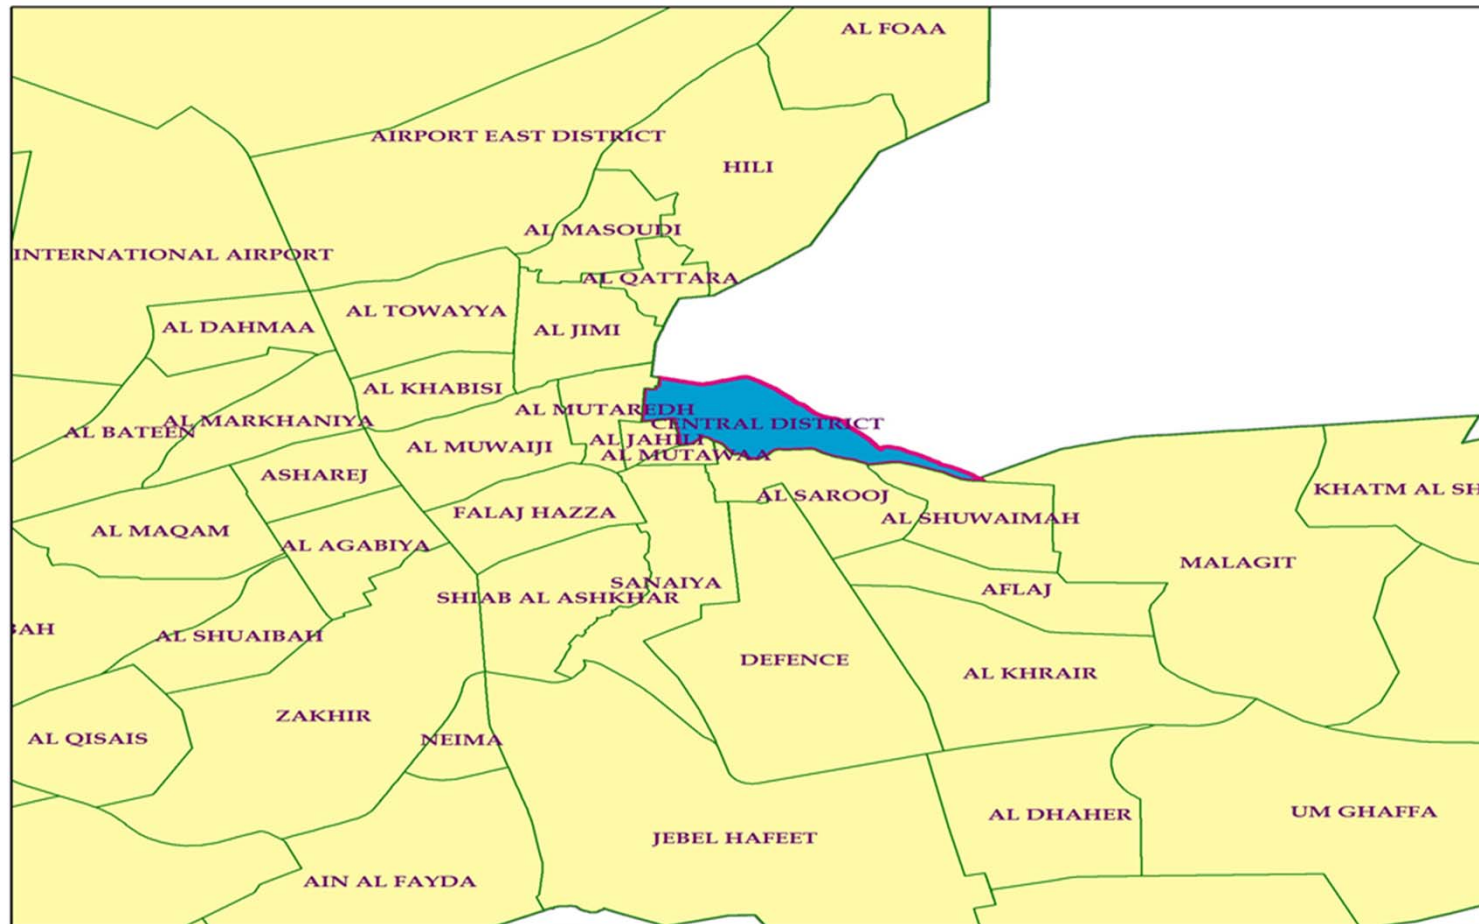 AL FOAA
AIRPORT EAST DISTRICT
HILI
AL MASOUDI
INTERNATIONAL AIRPORT
AL QATTARA
AL TOWAYYA
AL DAHMAA
AL JIMI
AL KHABISI
AL MUTAREDH
AL MARKHANIYA
CENTRAL DISTRICT
AL BATEEN
AL JAHILI
AL MUWAIJI
AL MUTAWAA
ASHAREJ
KHATM AL SH
AL SAROOJ
FALAJ HAZZA
AL SHUWAIMAH
AL MAQAM
AL AGABIYA
MALAGIT
SANAIYA
AFLAJ
SHIAB AL ASHKHAR
BAH
AL SHUAIBAH
DEFENCE
AL KHRAIR
ZAKHIR
AL QISAIS
NEIMA
UM GHAFFA
AL DHAHER
JEBEL HAFEET
AIN AL FAYDA